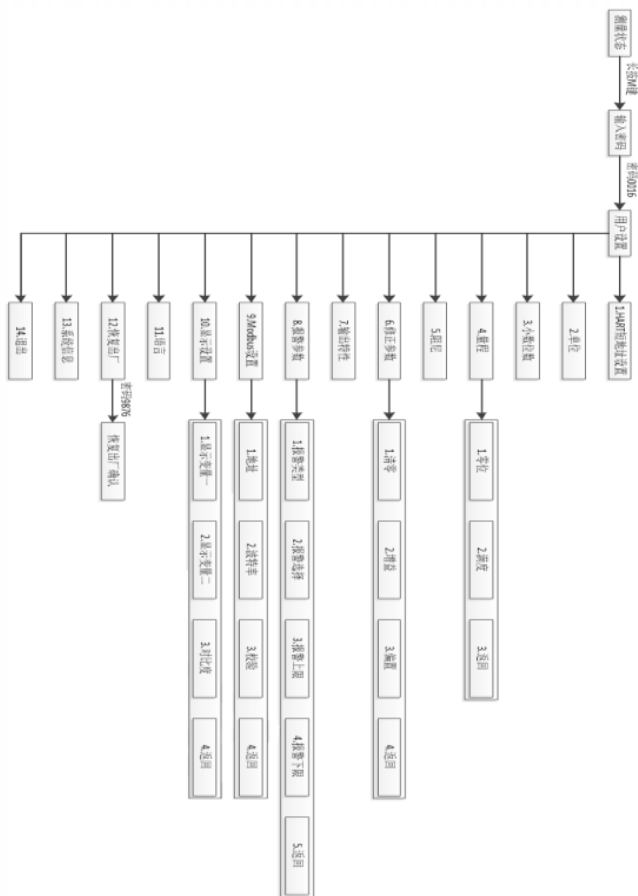 测量状态
长按M键
输入密码
密码0016
用户设置
1.HART短地址设置
2.单位
3.小数位数
4.量程
1.零位
2.满度
3.返回
5.阻尼
6.修正参数
1.清零
2.增益
3.偏置
4.返回
7.输出特性
8.报警参数
1.报警类型
2.报警选择
3.报警上限
4.报警下限
5.返回
9.Modbus设置
1.地址
2.波特率
3.校验
4.返回
10.显示设置
1.显示变量一
2.显示变量二
3.对比度
4.返回
11.语言
12.恢复出厂
密码9876
恢复出厂确认
13.系统信息
14.退出